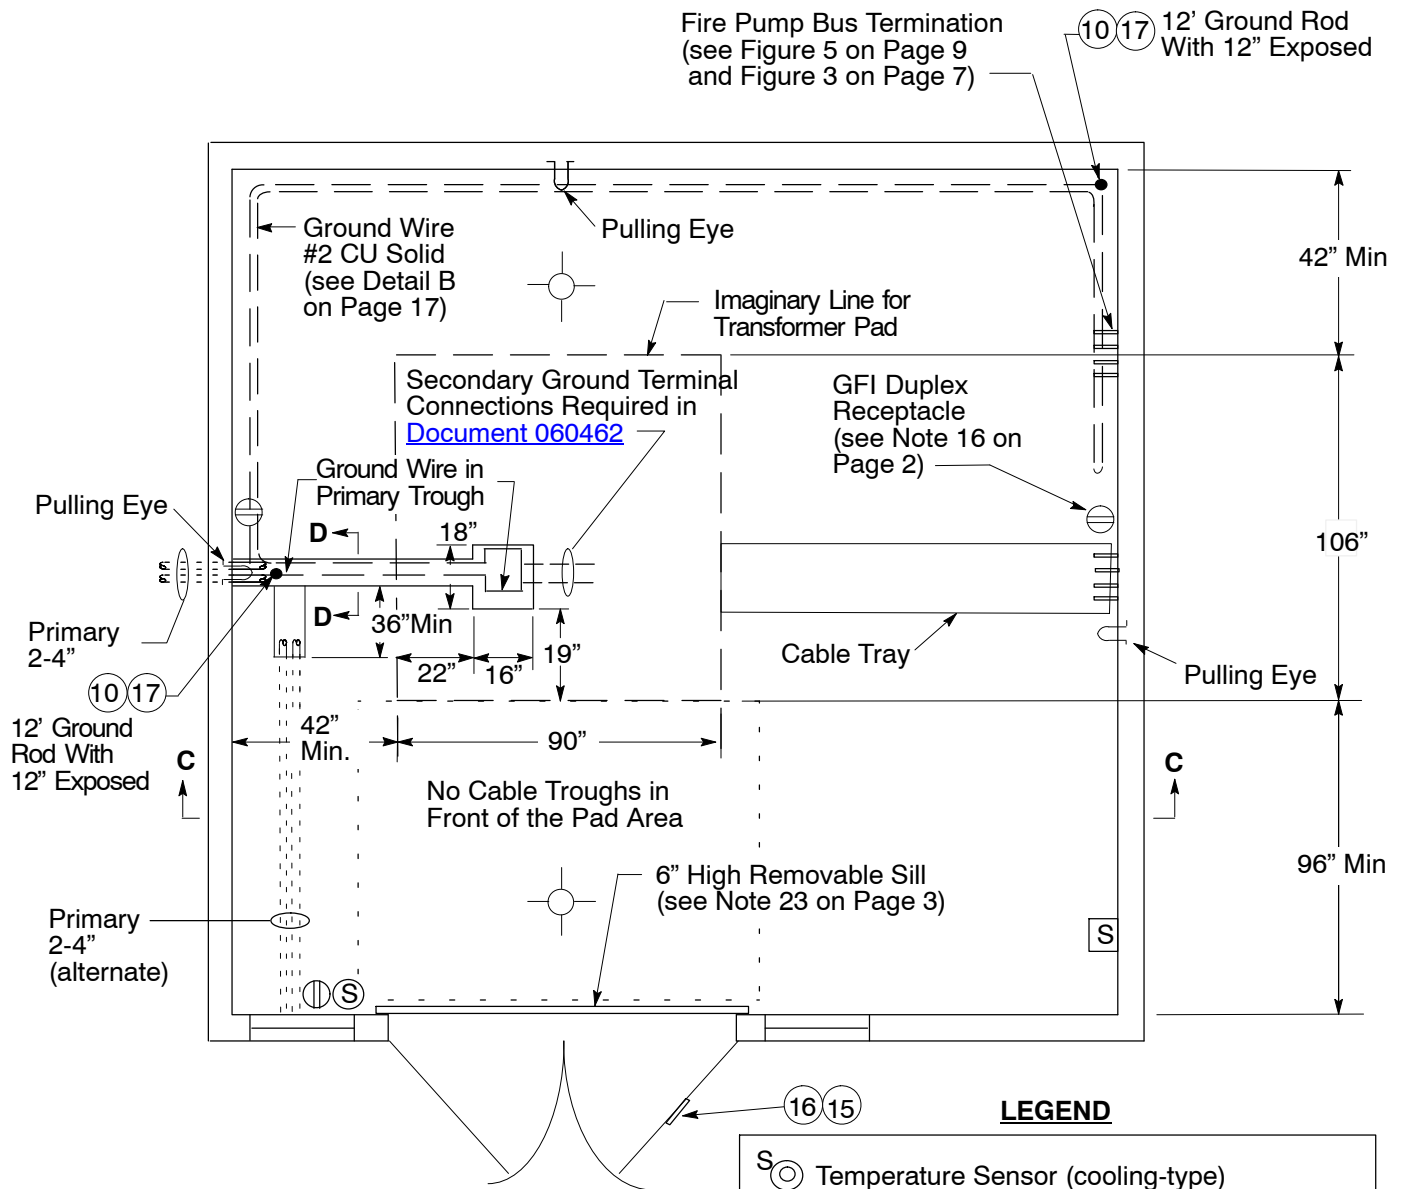 Fire Pump Bus Termination
(see Figure 5 on Page 9
and Figure 3 on Page 7)
10 17 12’ Ground Rod
With 12” Exposed
Ground Wire
#2 CU Solid
(see Detail B
on Page 17)
Pulling Eye
42” Min
Imaginary Line for
Transformer Pad
Secondary Ground Terminal
Connections Required in
Document 060462
GFI Duplex
Receptacle
(see Note 16 on
Page 2)
Ground Wire in
Primary Trough
Pulling Eye
D
18”
106”
D
36”Min
Primary
2-4”
22”
16”
19”
Cable Tray
Pulling Eye
10 17
12’ Ground
Rod With
12” Exposed
42”
Min.
90”
C
C
No Cable Troughs in
Front of the Pad Area
96” Min
6” High Removable Sill
(see Note 23 on Page 3)
Primary
2-4”
(alternate)
S
S
16 15
LEGEND
S Temperature Sensor (cooling-type)